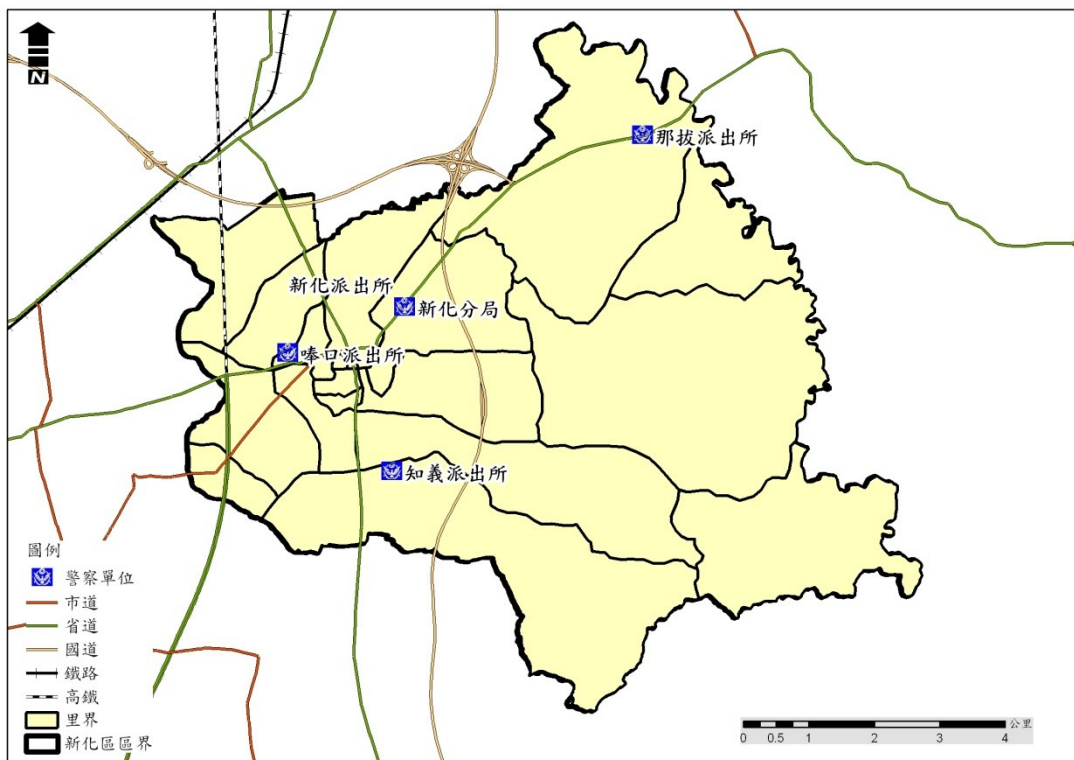 N
那拔派出所
新化派出所
新化分局
唪口派出所
知義派出所
圖例
警察單位
市道
省道
國道
鐵路
高鐵
里界
新化區區界
公里
0 0.5 1 2 3 4